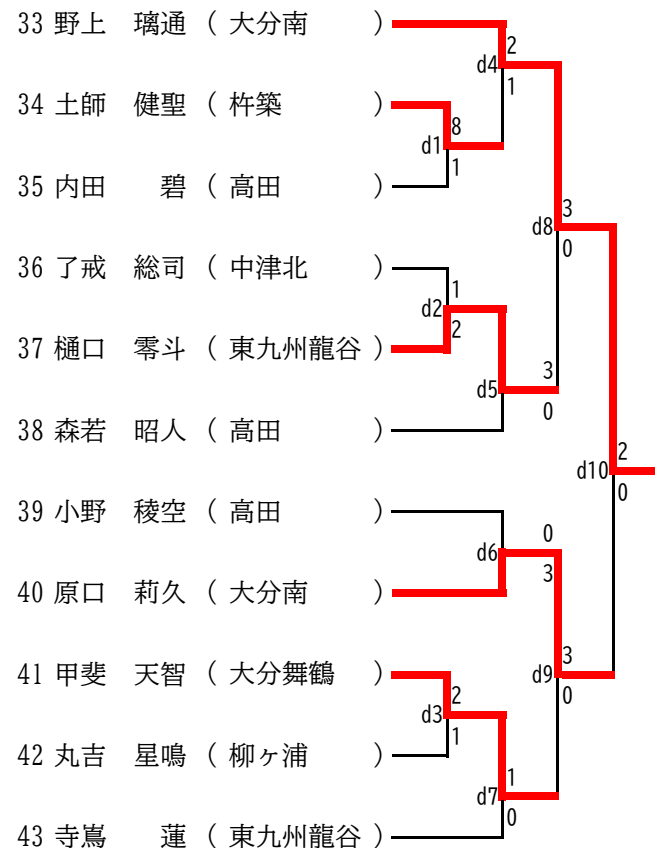 33 野上　璃通 （ 大分南 ）
2
d4
1
34 土師　健聖 （ 杵築 ）
8
d1
1
35 内田　　碧 （ 高田 ）
3
d8
0
36 了戒　総司 （ 中津北 ）
1
d2
2
37 樋口　零斗 （ 東九州龍谷 ）
3
d5
0
38 森若　昭人 （ 高田 ）
2
d10
0
39 小野　稜空 （ 高田 ）
0
d6
3
40 原口　莉久 （ 大分南 ）
41 甲斐　天智 （ 大分舞鶴 ）
3
d9
0
2
d3
1
42 丸吉　星鳴 （ 柳ヶ浦 ）
1
d7
0
43 寺嶌　　蓮 （ 東九州龍谷 ）